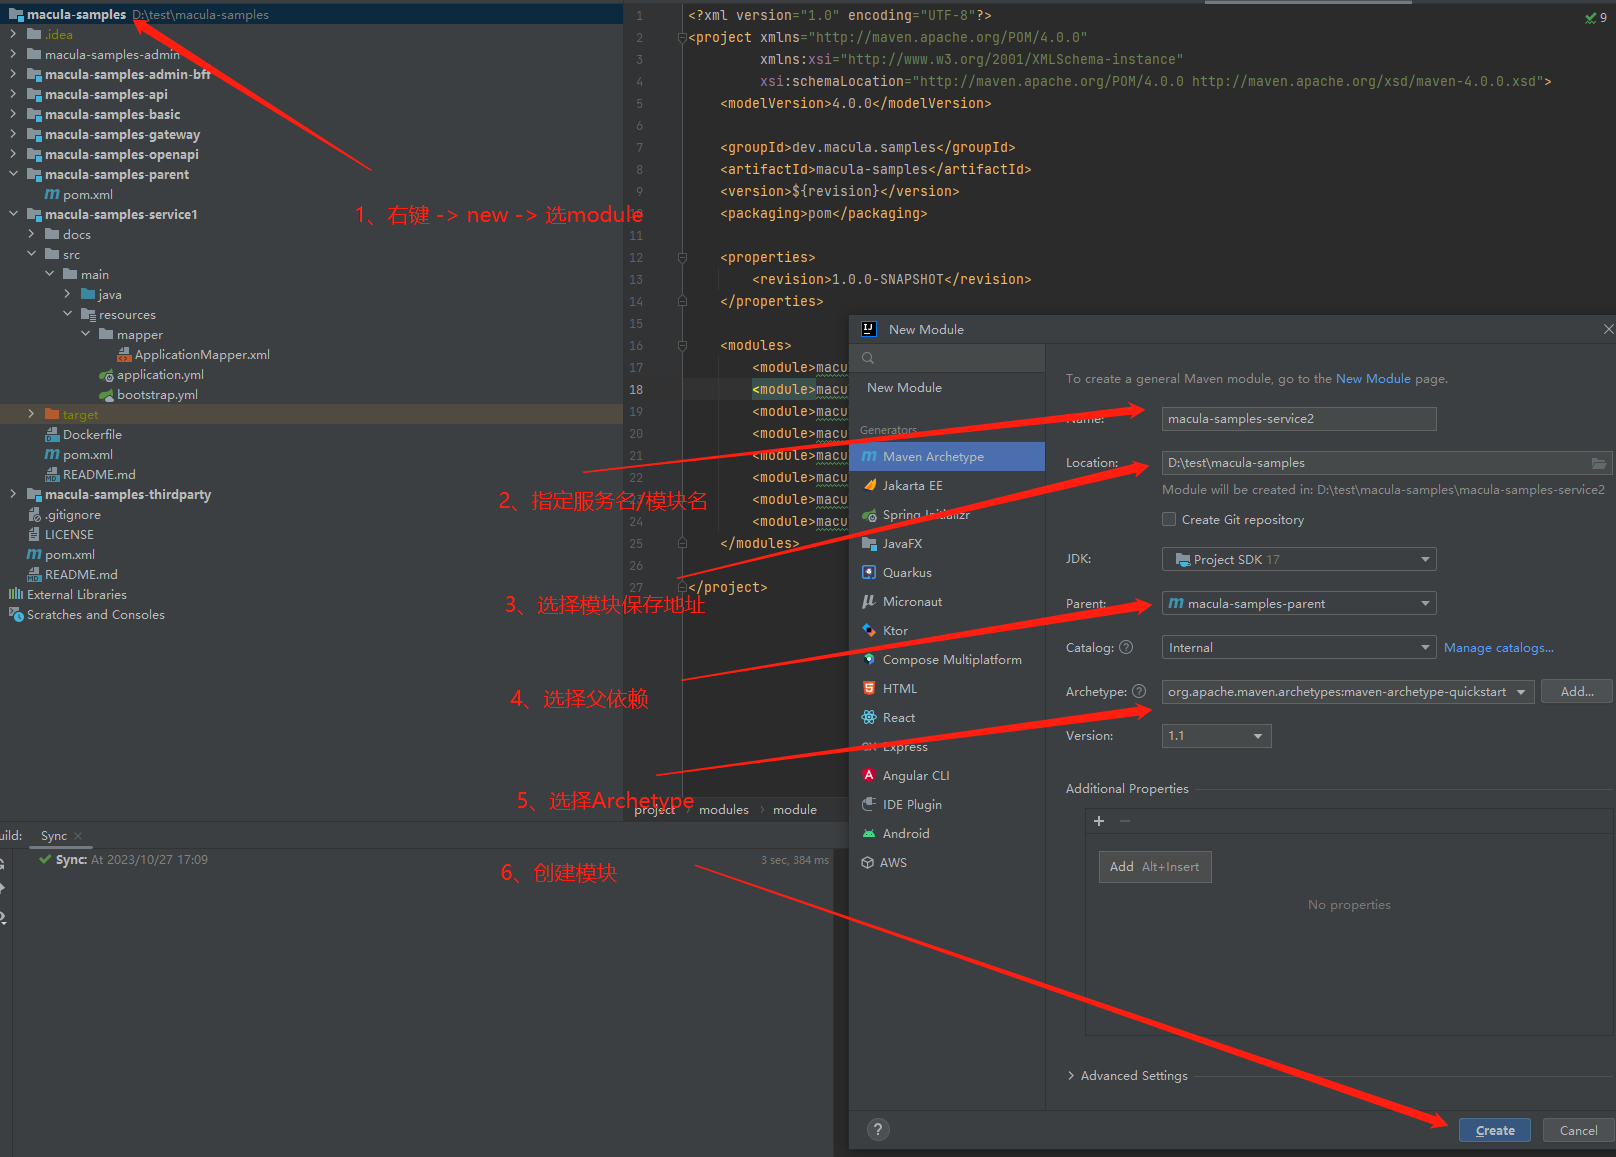 macula-samples D:\test\macula-samples
.idea
macula-samples-admin
macula-samples-admin-bff
macula-samples-api
macula-samples-basic
macula-samples-gateway
macula-samples-openapi
macula-samples-parent
pom.xml
macula-samples-service1
docs
src
main
java
resources
mapper
ApplicationMapper.xml
application.yml
bootstrap.yml
target
Dockerfile
pom.xml
README.md
macula-samples-thirdparty
.gitignore
LICENSE
pom.xml
README.md
External Libraries
Scratches and Consoles
1、右键 -> new -> 选module
2、指定服务名/模块名
3、选择模块保存地址
4、选择父依赖
5、选择Archetype
6、创建模块
9
1 <?xml version="1.0" encoding="UTF-8"?>
2 <project xmlns="http://maven.apache.org/POM/4.0.0"
3 xmlns:xsi="http://www.w3.org/2001/XMLSchema-instance"
4 xsi:schemaLocation="http://maven.apache.org/POM/4.0.0 http://maven.apache.org/xsd/maven-4.0.0.xsd">
5 <modelVersion>4.0.0</modelVersion>
6
7 <groupId>dev.macula.samples</groupId>
8 <artifactId>macula-samples</artifactId>
9 <version>${revision}</version>
<packaging>pom</packaging>
11
12 <properties>
13 <revision>1.0.0-SNAPSHOT</revision>
14 </properties>
15
16 <modules>
17 <module>macu
18 <module>macu
19 <module>macu
20 <module>macu
21 <module>macu
22 <module>macu
<module>macu
24 <module>macu
25 </modules>
26
27 </project>
project > modules > module
uild: Sync ×
Sync: At 2023/10/27 17:09 3 sec, 384 ms
New Module
New Module
Generators
Maven Archetype
Jakarta EE
Spring Initializr
JavaFX
Quarkus
Micronaut
Ktor
Compose Multiplatform
HTML
React
Express
Angular CLI
IDE Plugin
Android
AWS
To create a general Maven module, go to the New Module page.
Name: macula-samples-service2
Location: D:\test\macula-samples
Module will be created in: D:\test\macula-samples\macula-samples-service2
Create Git repository
JDK: Project SDK 17
Parent: macula-samples-parent
Catalog: Internal Manage catalogs...
Archetype: org.apache.maven.archetypes:maven-archetype-quickstart Add...
Version: 1.1
Additional Properties
Add Alt+Insert
No properties
Advanced Settings
? Create Cancel